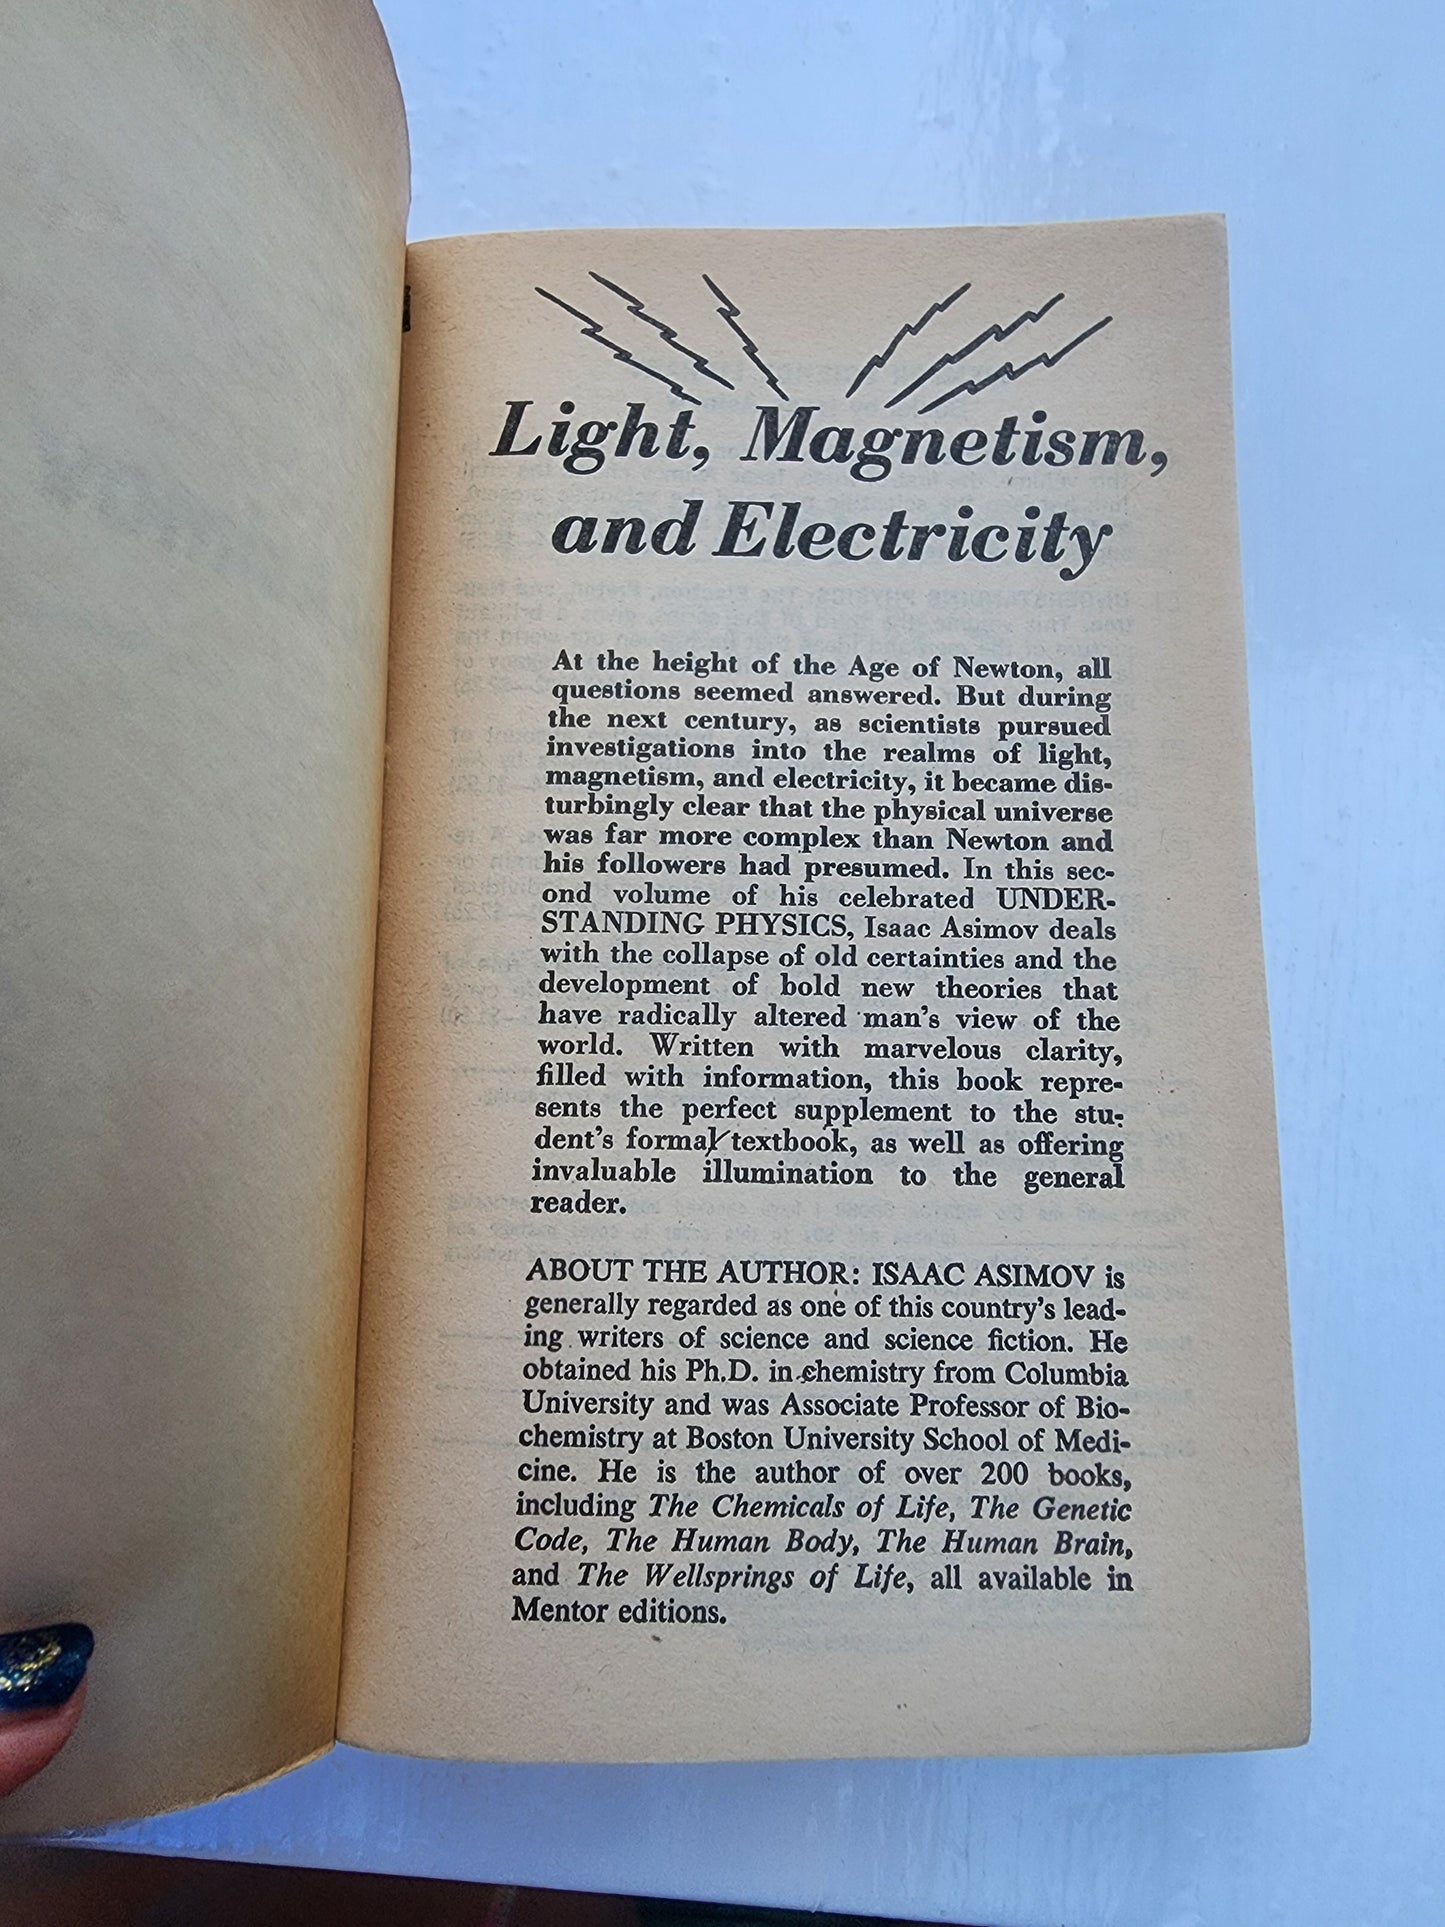 Light, Magnetism,
and Electricity
At the height of the Age of Newton, all
questions seemed answered. But during
the next century, as scientists pursued
investigations into the realms of light,
magnetism, and electricity, it became dis-
turbingly clear that the physical universe
was far more complex than Newton and
his followers had presumed. In this sec-
ond volume of his celebrated UNDER-
STANDING PHYSICS, Isaac Asimov deals
with the collapse of old certainties and the
development of bold new theories that
have radically altered man's view of the
world. Written with marvelous clarity,
filled with information, this book repre-
sents the perfect supplement to the stu-
dent's formal textbook, as well as offering
invaluable illumination to the general
reader.
ABOUT THE AUTHOR: ISAAC ASIMOV is
generally regarded as one of this country's lead-
ing writers of science and science fiction. He
obtained his Ph.D. in chemistry from Columbia
University and was Associate Professor of Bio-
chemistry at Boston University School of Medi-
cine. He is the author of over 200 books,
including The Chemicals of Life, The Genetic
Code, The Human Body, The Human Brain,
and The Wellsprings of Life, all available in
Mentor editions.